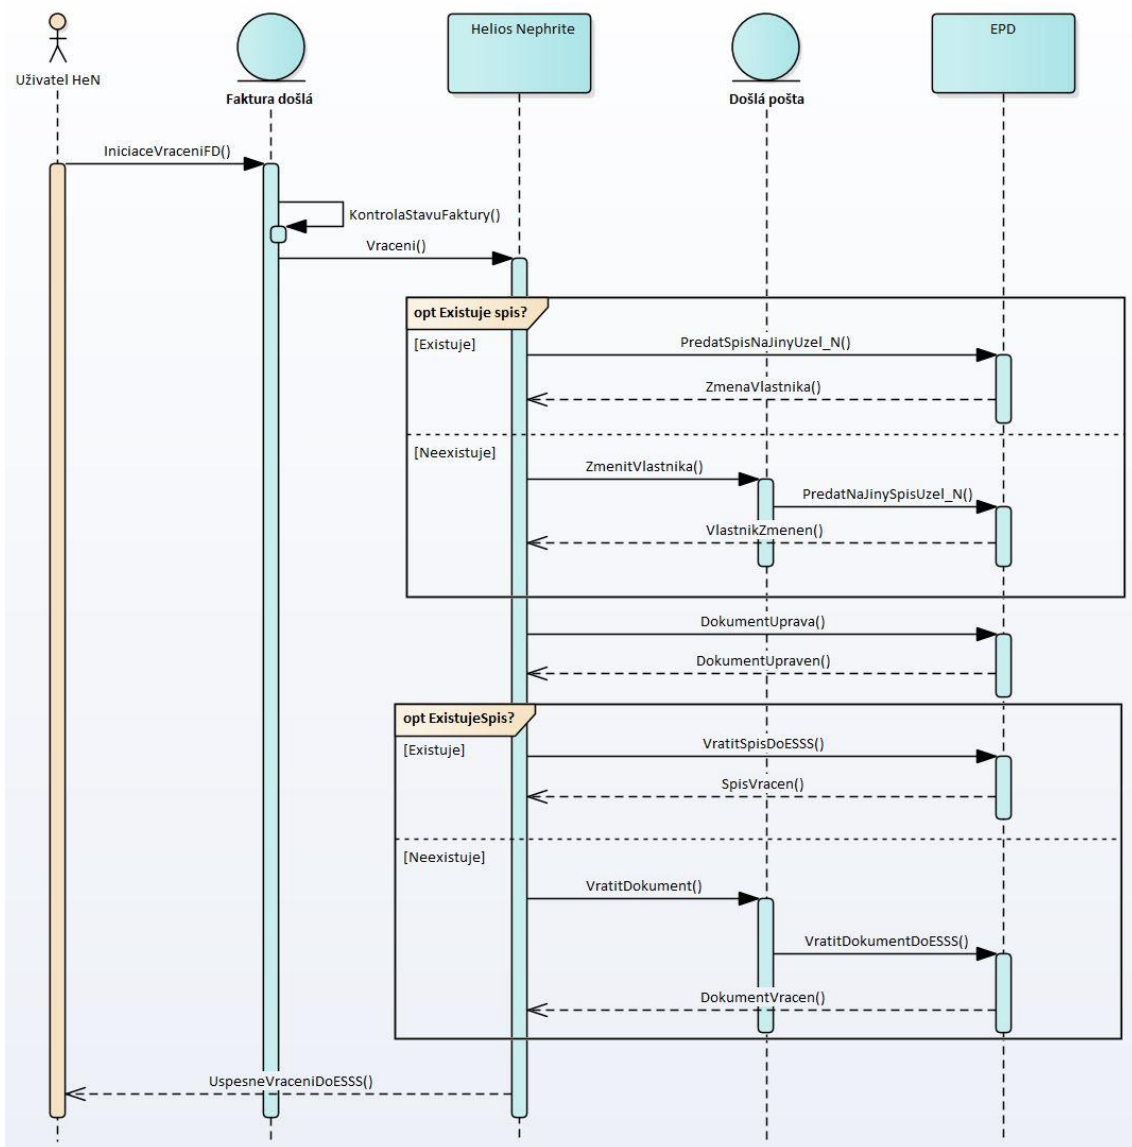 Uživatel HeN
Faktura došlá
Helios Nephrite
Došlá pošta
EPD
IniciaceVraceniFD()
KontrolaStavuFaktury()
Vraceni()
opt Existuje spis?
[Existuje]
PredatSpisNaJinyUzel_N()
ZmenaVlastnika()
[Neexistuje]
ZmenitVlastnika()
PredatNaJinySpisUzel_N()
VlastnikZmenen()
DokumentUprava()
DokumentUpraven()
opt ExistujeSpis?
[Existuje]
VratitSpisDoESSS()
SpisVracen()
[Neexistuje]
VratitDokument()
VratitDokumentDoESSS()
DokumentVracen()
UspesneVraceniDoESSS()